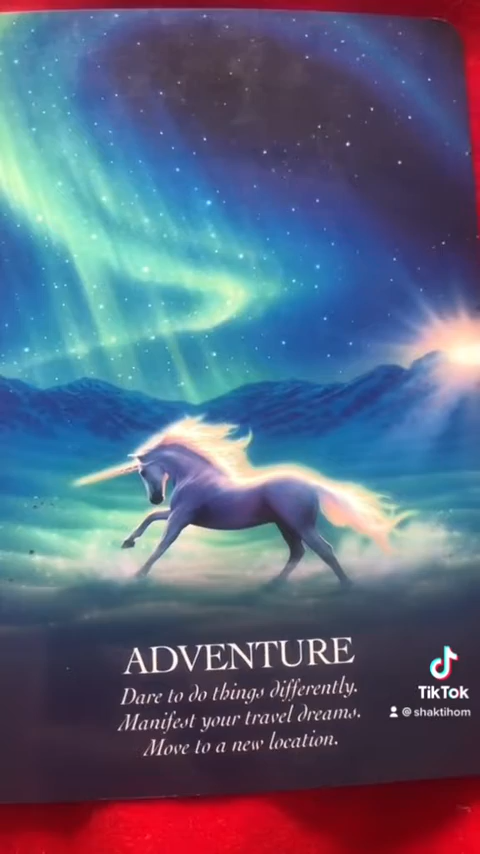 ADVENTURE
Dare to do things differently.
Manifest your travel dreams.
Move to a new location.
TikTok
@shaktihom